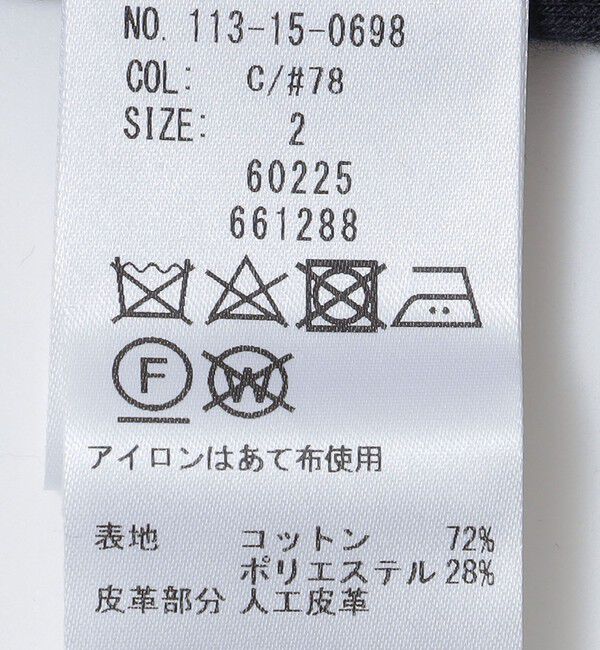 NO. 113-15-0698
COL: C/#78
SIZE: 2
60225
661288
F W
アイロンはあて布使用
表地 コットン 72%
ポリエステル 28%
皮革部分 人工皮革